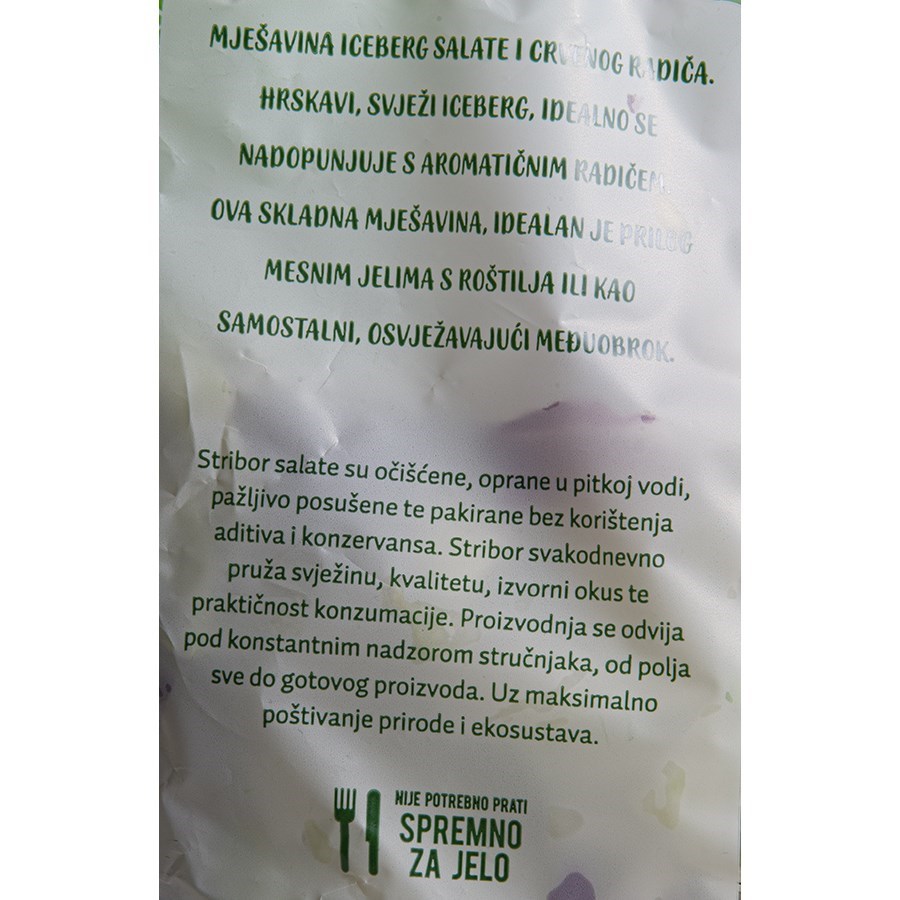 MJEŠAVINA ICEBERG SALATE I CRVENOG RADIČA.
HRSKAVI, SVJEŽI ICEBERG, IDEALNO SE
NADOPUNJUJE S AROMATIČNIM RADIČEM.
OVA SKLADNA MJEŠAVINA, IDEALAN JE PRILOG
MESNIM JELIMA S ROŠTILJA ILI KAO
SAMOSTALNI, OSVJEŽAVAJUĆI MEĐUOBROK.
Stribor salate su očišćene, oprane u pitkoj vodi,
pažljivo posušene te pakirane bez korištenja
aditiva i konzervansa. Stribor svakodnevno
pruža svježinu, kvalitetu, izvorni okus te
praktičnost konzumacije. Proizvodnja se odvija
pod konstantnim nadzorom stručnjaka, od polja
sve do gotovog proizvoda. Uz maksimalno
poštivanje prirode i ekosustava.
NIJE POTREBNO PRATI
SPREMNO
ZA JELO